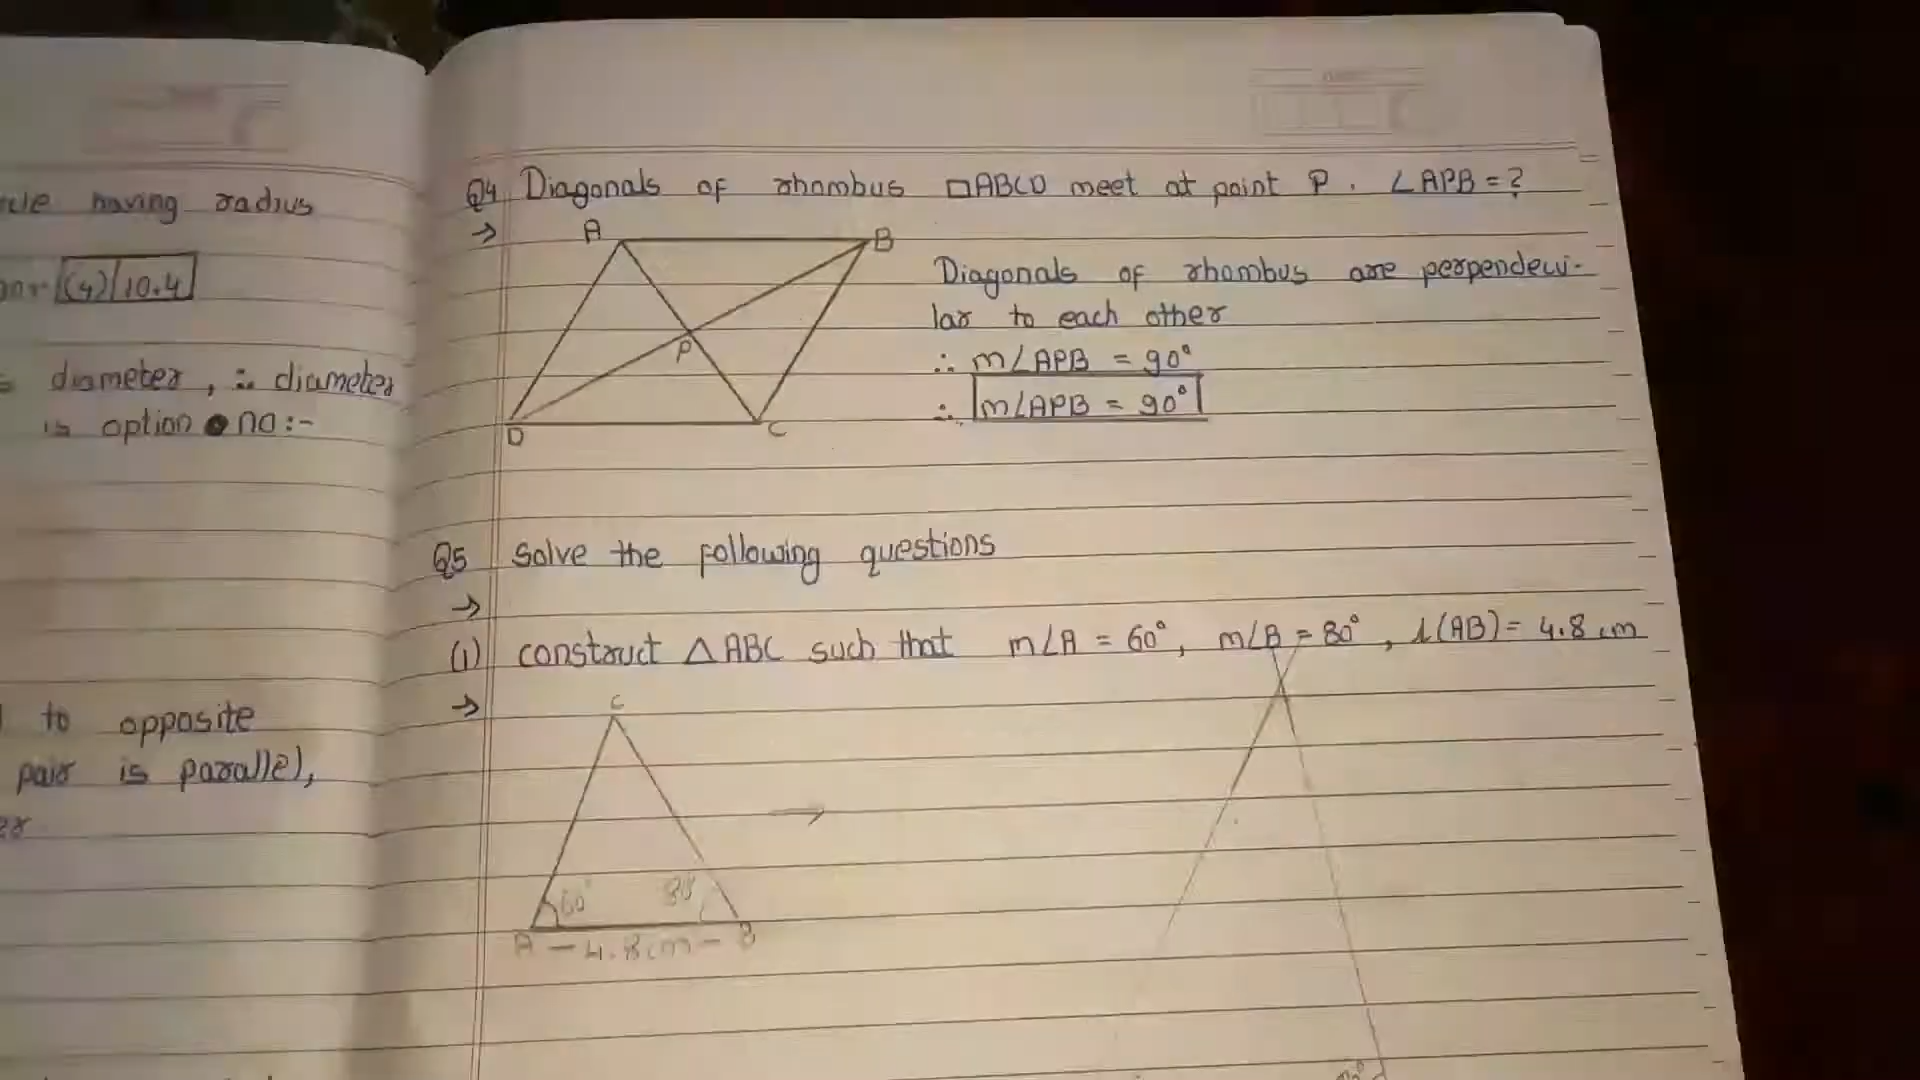 having radius
(4) 10.4
diameter, ∴ diameter
is option no:-
to opposite
pair is parallel,
Q4 Diagonals of rhombus □ABCD meet at point P. ∠APB = ?
→
A
B
P
D
C
Diagonals of rhombus are perpendicu-
lar to each other
∴ m∠APB = 90°
∴ m∠APB = 90°
Q5 Solve the following questions
→
(1) construct △ABC such that m∠A = 60°, m∠B = 80°, l(AB) = 4.8 cm
→
C
→
60° 80°
A - 4.8 cm - B